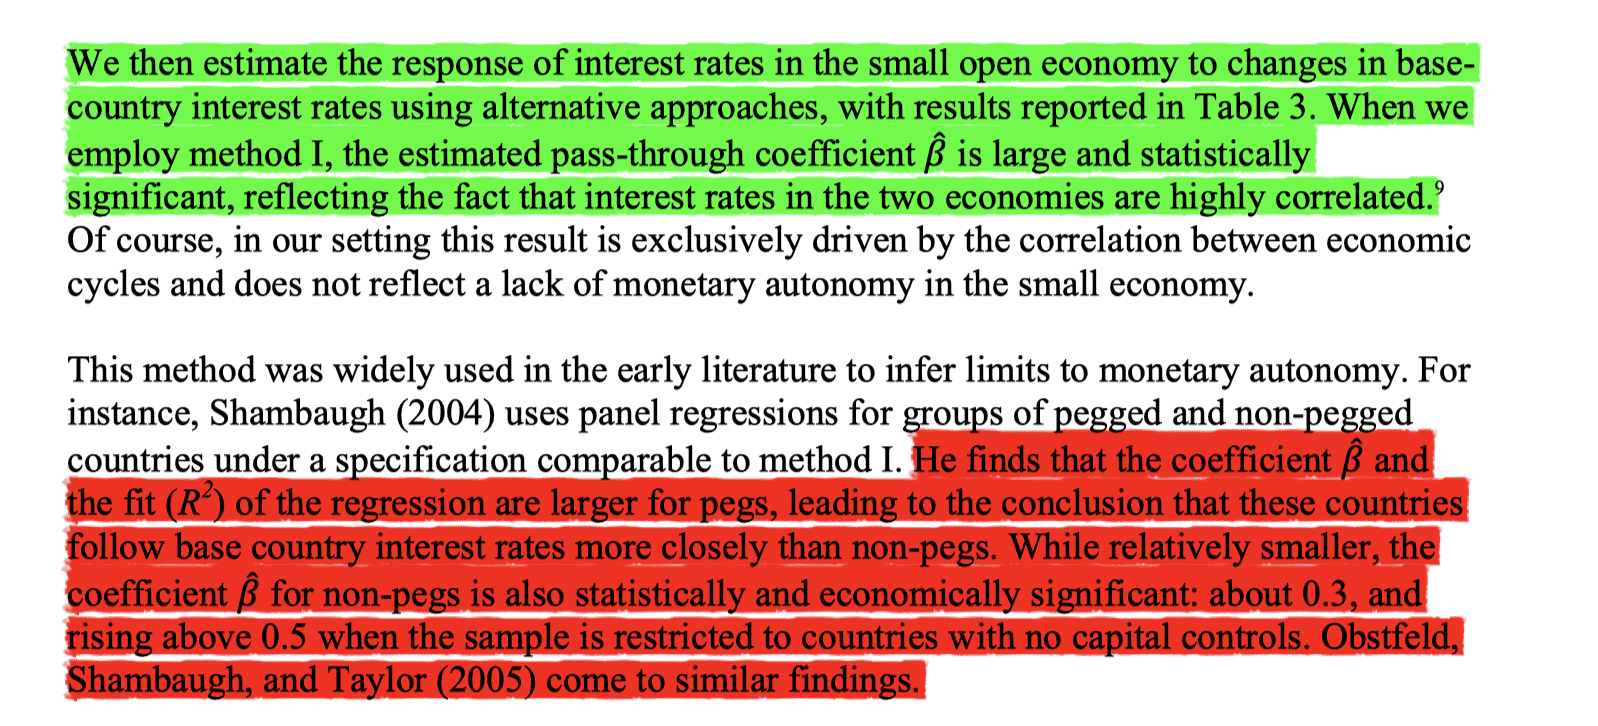 We then estimate the response of interest rates in the small open economy to changes in base-
country interest rates using alternative approaches, with results reported in Table 3. When we
employ method I, the estimated pass-through coefficient β̂ is large and statistically
significant, reflecting the fact that interest rates in the two economies are highly correlated.⁹
Of course, in our setting this result is exclusively driven by the correlation between economic
cycles and does not reflect a lack of monetary autonomy in the small economy.
This method was widely used in the early literature to infer limits to monetary autonomy. For
instance, Shambaugh (2004) uses panel regressions for groups of pegged and non-pegged
countries under a specification comparable to method I. He finds that the coefficient β̂ and
the fit (R²) of the regression are larger for pegs, leading to the conclusion that these countries
follow base country interest rates more closely than non-pegs. While relatively smaller, the
coefficient β̂ for non-pegs is also statistically and economically significant: about 0.3, and
rising above 0.5 when the sample is restricted to countries with no capital controls. Obstfeld,
Shambaugh, and Taylor (2005) come to similar findings.